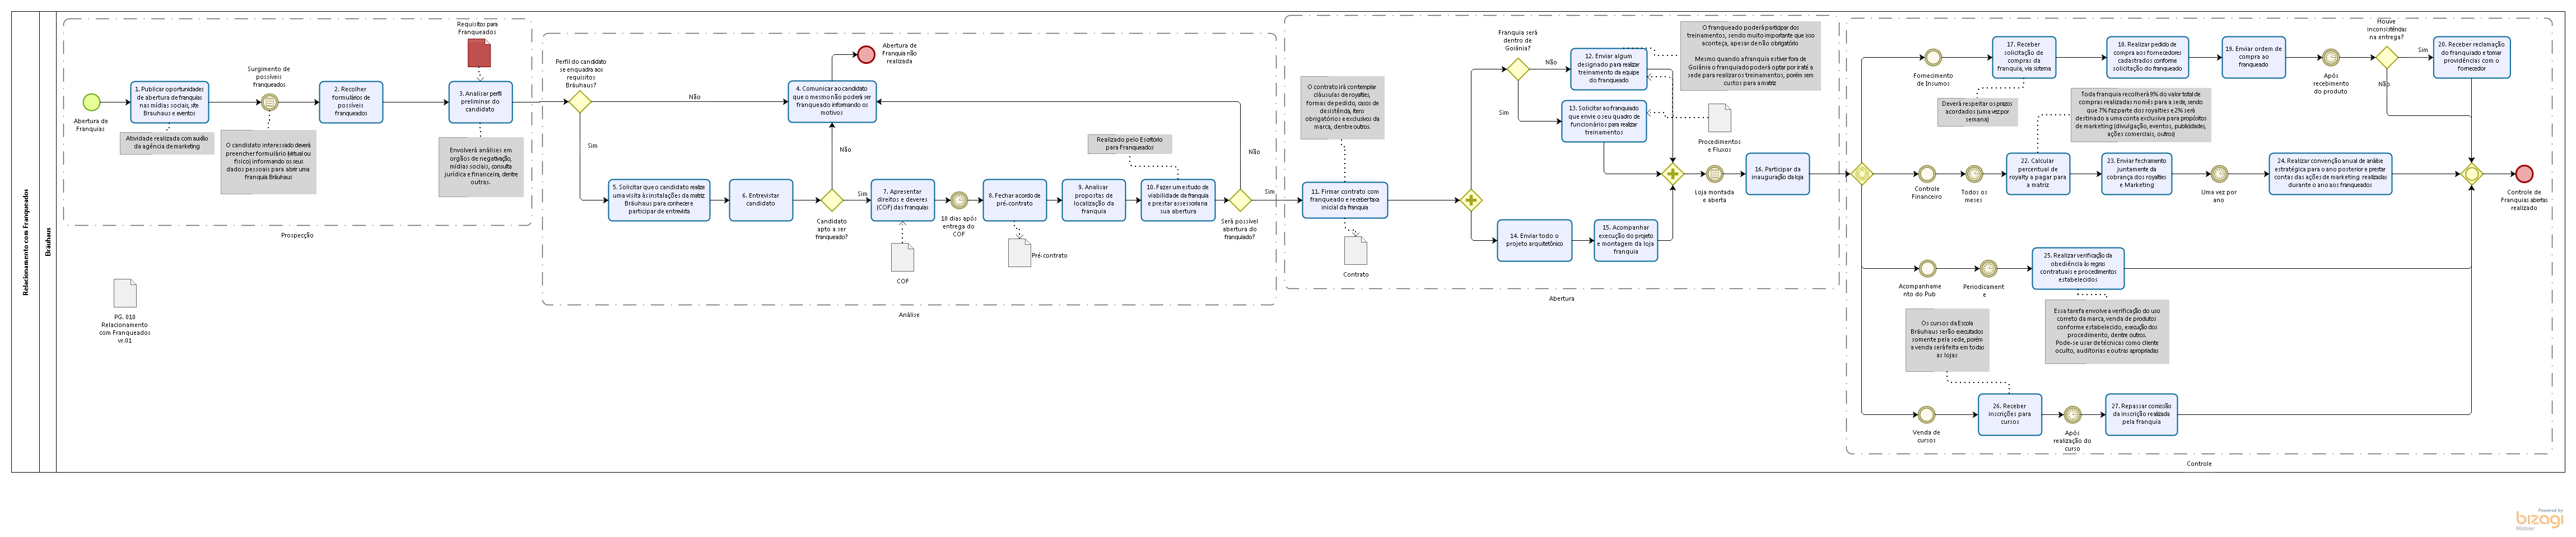 Relacionamento com Franqueados
Bräuhaus
Abertura de
Franquias
1. Publicar oportunidades
de abertura de franquias
nas mídias sociais, site
Brauhaus e eventos
Atividade realizada com auxílio
da agência de marketing
Surgimento de
possíveis
franqueados
O candidato interessado deverá
preencher formulário (virtual ou
físico) informando os seus
dados pessoais para abrir uma
franquia Bräuhaus
2. Recolher
formulários de
possíveis
franqueados
Requisitos para
Franqueados
3. Analisar perfil
preliminar do
candidato
Envolverá análises em
orgãos de negativação,
mídias sociais, consulta
jurídica e financeira, dentre
outras.
Prospecção
PG. 010
Relacionamento
com Franqueados
vr.01
Perfil do candidato
se enquadra aos
requisitos
Bräuhaus?
Não
Sim
4. Comunicar ao candidato
que o mesmo não poderá ser
franqueado informando os
motivos
Abertura de
Franquia não
realizada
5. Solicitar que o candidato realize
uma visita às instalações da matriz
Bräuhaus para conhecer e
participar de entrevista
6. Entrevistar
candidato
Não
Sim
Candidato
apto a ser
franqueado?
7. Apresentar
direitos e deveres
(COF) das franquias
COF
10 dias após
entrega do
COF
8. Fechar acordo de
pré-contrato
Pré-contrato
9. Analisar
propostas de
localização da
franquia
Realizado pelo Escritório
para Franqueados
10. Fazer um estudo de
viabilidade da franquia
e prestar assessoria na
sua abertura
Não
Sim
Será possível
abertura do
franquiado?
Análise
O contrato irá contemplar
cláusulas de royalties,
formas de pedido, casos de
desistência, itens
obrigatórios e exclusivos da
marca, dentre outros.
11. Firmar contrato com
franqueado e receber taxa
inicial da franquia
Contrato
Franquia será
dentro de
Goiânia?
Não
Sim
12. Enviar algum
designado para realizar
treinamento da equipe
do franqueado
13. Solicitar ao franquiado
que envie o seu quadro de
funcionários para realizar
treinamentos
O franqueado poderá participar dos
treinamentos, sendo muito importante que isso
aconteça, apesar de não obrigatório
Mesmo quando a franquia estiver fora de
Goiânia o franquiado poderá optar por ir até a
sede para realizar os treinamentos, porém sem
custos para a matriz
Procedimentos
e Fluxos
14. Enviar todo o
projeto arquitetônico
15. Acompanhar
execução do projeto
e montagem da loja
franquia
Loja montada
e aberta
16. Participar da
inauguração da loja
Abertura
Fornecimento
de Insumos
17. Receber
solicitação de
compras da
franquia, via sistema
Deverá respeitar os prazos
acordados (uma vez por
semana)
18. Realizar pedido de
compra aos fornecedores
cadastrados conforme
solicitação do franqueado
19. Enviar ordem de
compra ao
franqueado
Após
recebimento
do produto
Houve
inconsistências
na entrega?
Sim
Não
20. Receber reclamação
do franquiado e tomar
providências com o
fornecedor
Toda franquia recolherá 9% do valor total de
compras realizadas no mês para a sede, sendo
que 7% faz parte dos royalties e 2% será
destinado a uma conta exclusiva para propósitos
de marketing (divulgação, eventos, publicidades,
ações comerciais, outros)
Controle
Financeiro
Todos os
meses
22. Calcular
percentual de
royalty a pagar para
a matriz
23. Enviar fechamento
juntamente da
cobrança dos royalties
e Marketing
Uma vez por
ano
24. Realizar convenção anual de análise
estratégica para o ano posterior e prestar
contas das ações de marketing realizadas
durante o ano aos franqueados
Controle de
Franquias abertas
realizado
Acompanhame
nto do Pub
Periodicament
e
25. Realizar verificação da
obediência às regras
contratuais e procedimentos
estabelecidos
Essa tarefa envolve a verificação do uso
correto da marca, venda de produtos
conforme estabelecido, execução dos
procedimento, dentre outros.
Pode-se usar de técnicas como cliente
oculto, auditorias e outras apropriadas
Os cursos da Escola
Bräuhaus serão executados
somente pela sede, porém
a venda será feita em todas
as lojas
Venda de
cursos
26. Receber
inscrições para
cursos
Após
realização do
curso
27. Repassar comissão
da inscrição realizada
pela franquia
Controle
Powered by
bizagi
Modeler